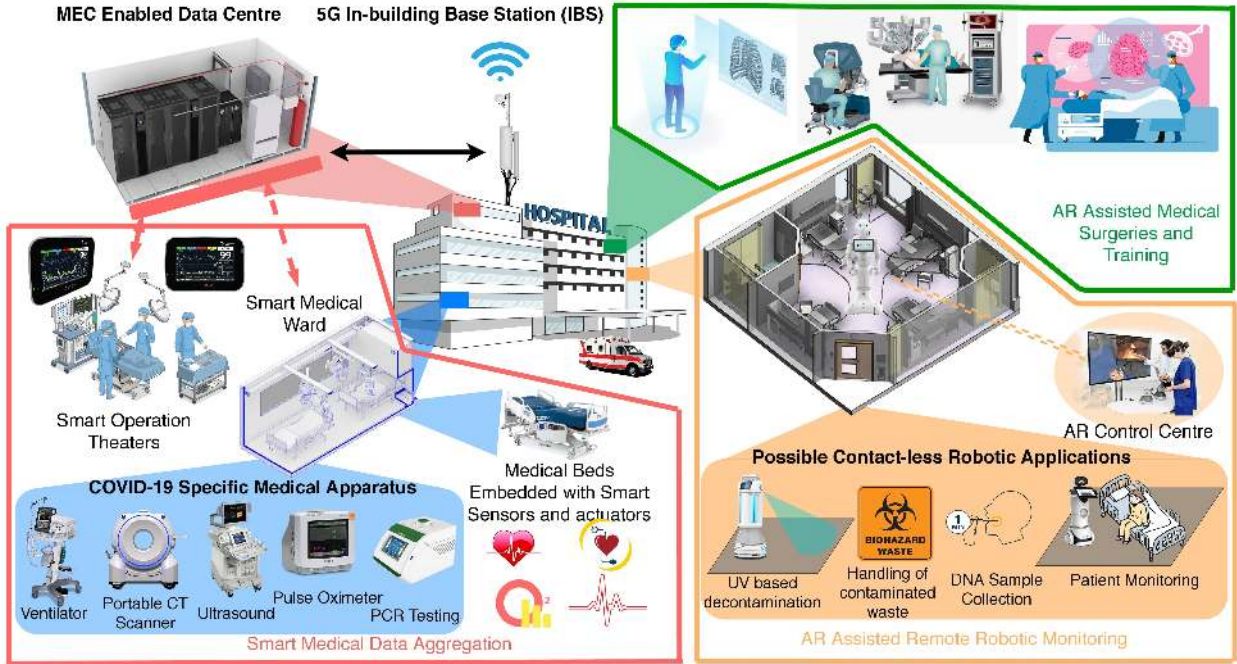 MEC Enabled Data Centre
5G In-building Base Station (IBS)
HOSPITAL
AR Assisted Medical
Surgeries and
Training
Smart Medical
Ward
Smart Operation
Theaters
99
Medical Beds
Embedded with Smart
Sensors and actuators
COVID-19 Specific Medical Apparatus
Ventilator
Portable CT
Scanner
Ultrasound
Pulse Oximeter
PCR Testing
2
Smart Medical Data Aggregation
AR Control Centre
Possible Contact-less Robotic Applications
BIOHAZARD
WASTE
1
UV based
decontamination
Handling of
contaminated
waste
DNA Sample
Collection
Patient Monitoring
AR Assisted Remote Robotic Monitoring